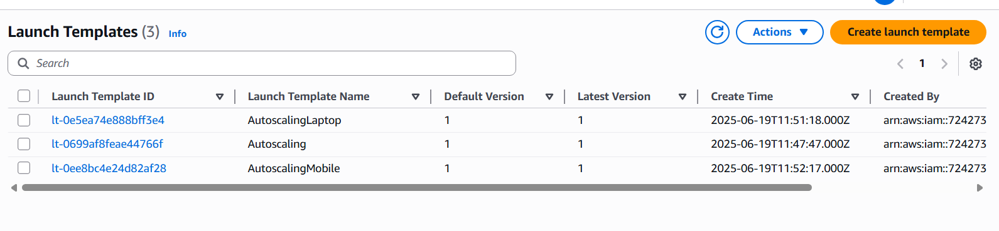 Launch Templates (3) Info
Actions
Create launch template
Search
1
Launch Template ID Launch Template Name Default Version Latest Version Create Time Created By
lt-0e5ea74e888bff3e4 AutoscalingLaptop 1 1 2025-06-19T11:51:18.000Z arn:aws:iam::724273
lt-0699af8feae44766f Autoscaling 1 1 2025-06-19T11:47:47.000Z arn:aws:iam::724273
lt-0ee8bc4e24d82af28 AutoscalingMobile 1 1 2025-06-19T11:52:17.000Z arn:aws:iam::724273